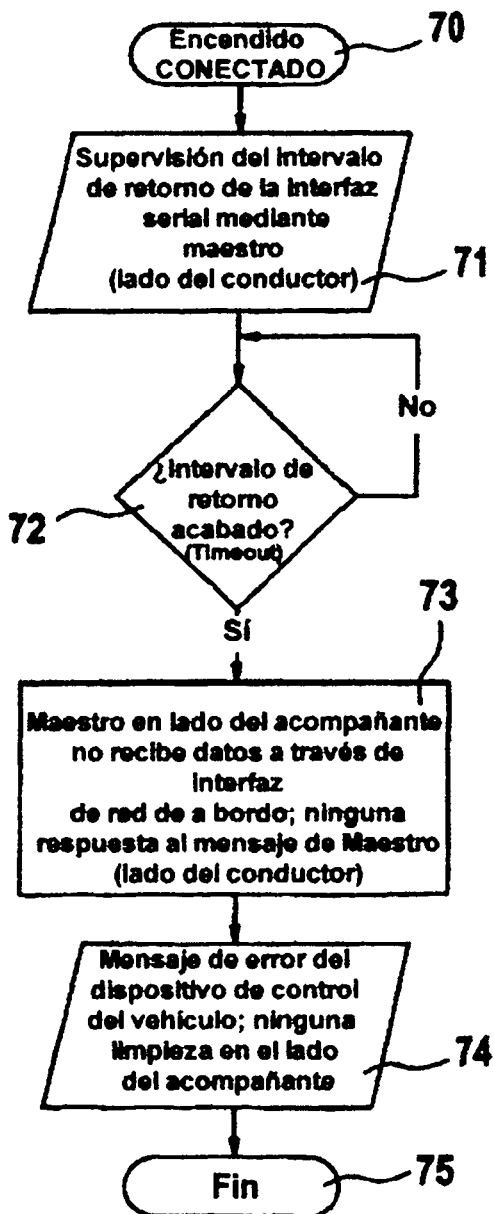 Encendido
CONECTADO
70
Supervisión del intervalo
de retorno de la interfaz
serial mediante
maestro
(lado del conductor)
71
No
¿Intervalo de
retorno
acabado?
(Timeout)
72
Sí
73
Maestro en lado del acompañante
no recibe datos a través de
interfaz
de red de a bordo; ninguna
respuesta al mensaje de Maestro
(lado del conductor)
Mensaje de error del
dispositivo de control
del vehículo; ninguna
limpieza en el lado
del acompañante
74
Fin
75